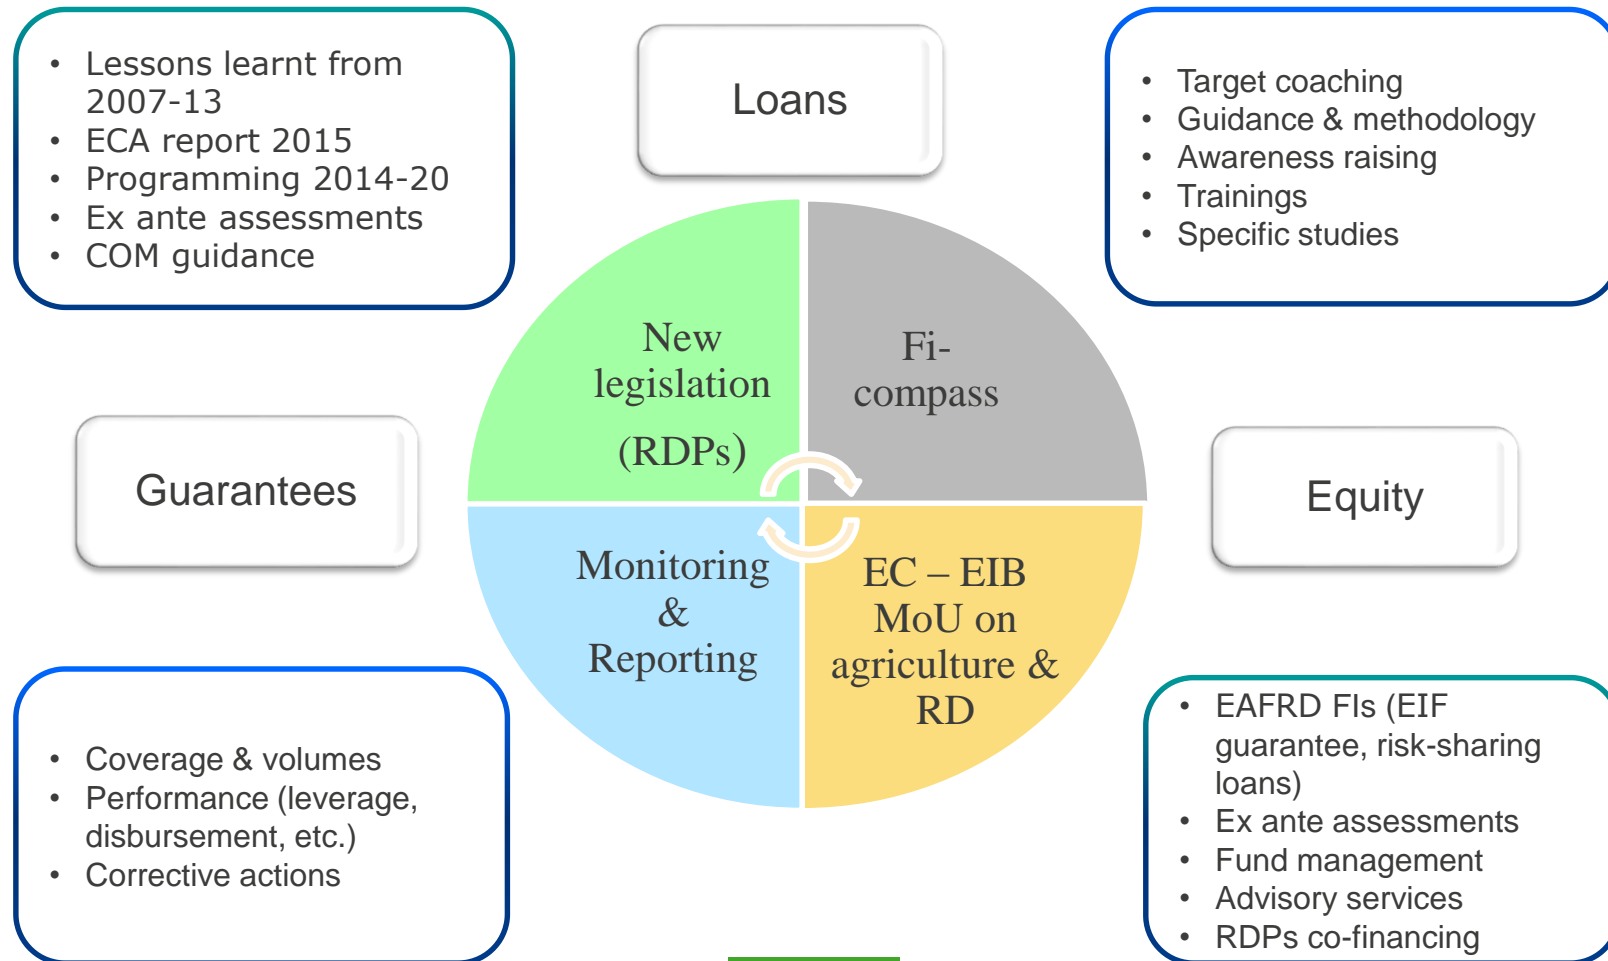 • Lessons learnt from
2007-13
• ECA report 2015
• Programming 2014-20
• Ex ante assessments
• COM guidance
Loans
• Target coaching
• Guidance & methodology
• Awareness raising
• Trainings
• Specific studies
New
legislation
(RDPs)
Fi-
compass
Guarantees
Equity
Monitoring
&
Reporting
EC – EIB
MoU on
agriculture &
RD
• Coverage & volumes
• Performance (leverage,
disbursement, etc.)
• Corrective actions
• EAFRD FIs (EIF
guarantee, risk-sharing
loans)
• Ex ante assessments
• Fund management
• Advisory services
• RDPs co-financing